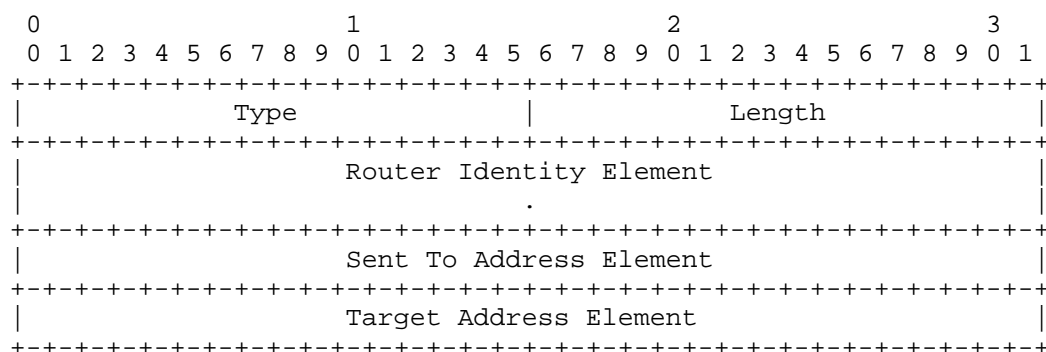 0                   1                   2                   3
 0 1 2 3 4 5 6 7 8 9 0 1 2 3 4 5 6 7 8 9 0 1 2 3 4 5 6 7 8 9 0 1
+-+-+-+-+-+-+-+-+-+-+-+-+-+-+-+-+-+-+-+-+-+-+-+-+-+-+-+-+-+-+-+-+
|             Type              |            Length             |
+-+-+-+-+-+-+-+-+-+-+-+-+-+-+-+-+-+-+-+-+-+-+-+-+-+-+-+-+-+-+-+-+
|                    Router Identity Element                    |
|                               .                               |
+-+-+-+-+-+-+-+-+-+-+-+-+-+-+-+-+-+-+-+-+-+-+-+-+-+-+-+-+-+-+-+-+
|                    Sent To Address Element                    |
+-+-+-+-+-+-+-+-+-+-+-+-+-+-+-+-+-+-+-+-+-+-+-+-+-+-+-+-+-+-+-+-+
|                    Target Address Element                     |
+-+-+-+-+-+-+-+-+-+-+-+-+-+-+-+-+-+-+-+-+-+-+-+-+-+-+-+-+-+-+-+-+